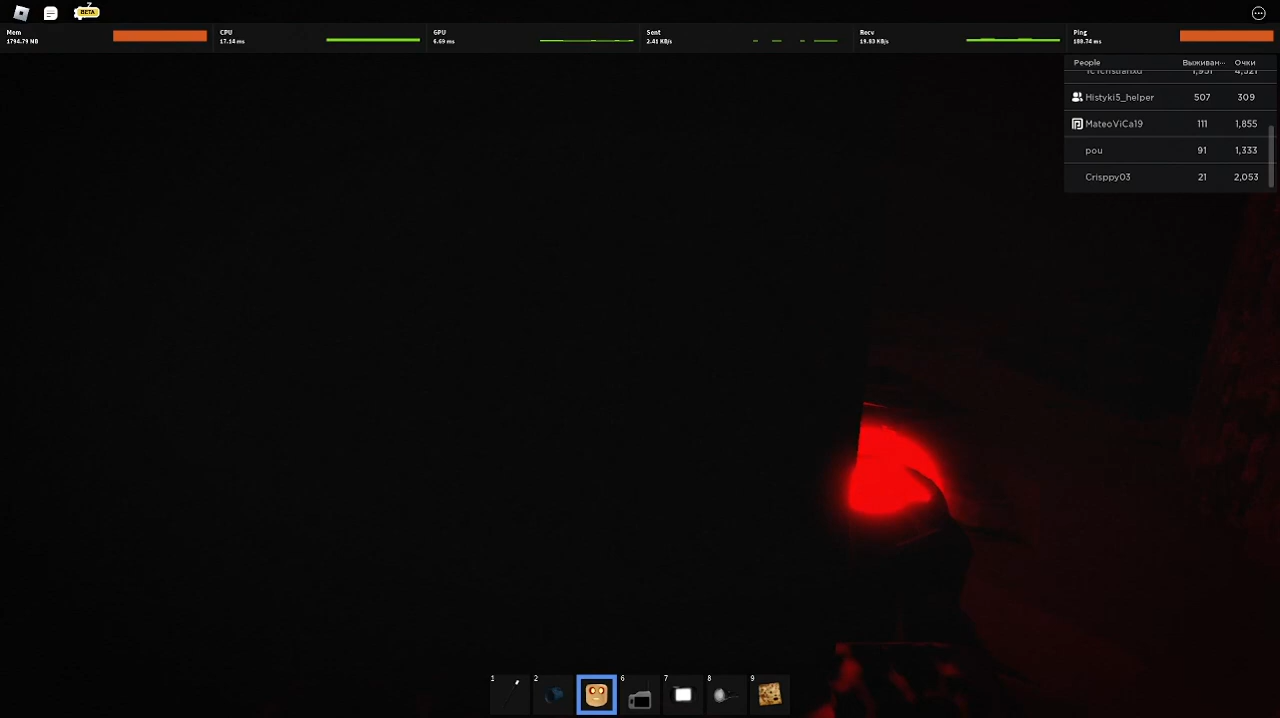 BETA
Mem
1794.79 MB
CPU
17.14 ms
GPU
6.69 ms
Sent
2.41 KB/s
Recv
19.83 KB/s
Ping
188.74 ms
People Выживан··· Очки
Histyki5_helper 507 309
MateoViCa19 111 1,855
pou 91 1,333
Crisppy03 21 2,053
1 2 6 7 8 9